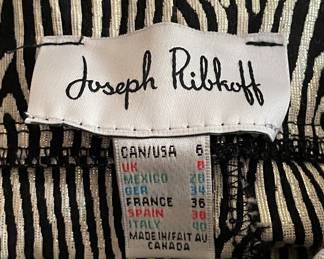 Joseph Ribkoff
CAN/USA 6
UK 8
MEXICO 28
GER 34
FRANCE 36
SPAIN 38
ITALY 40
MADE IN/FAIT AU
CANADA